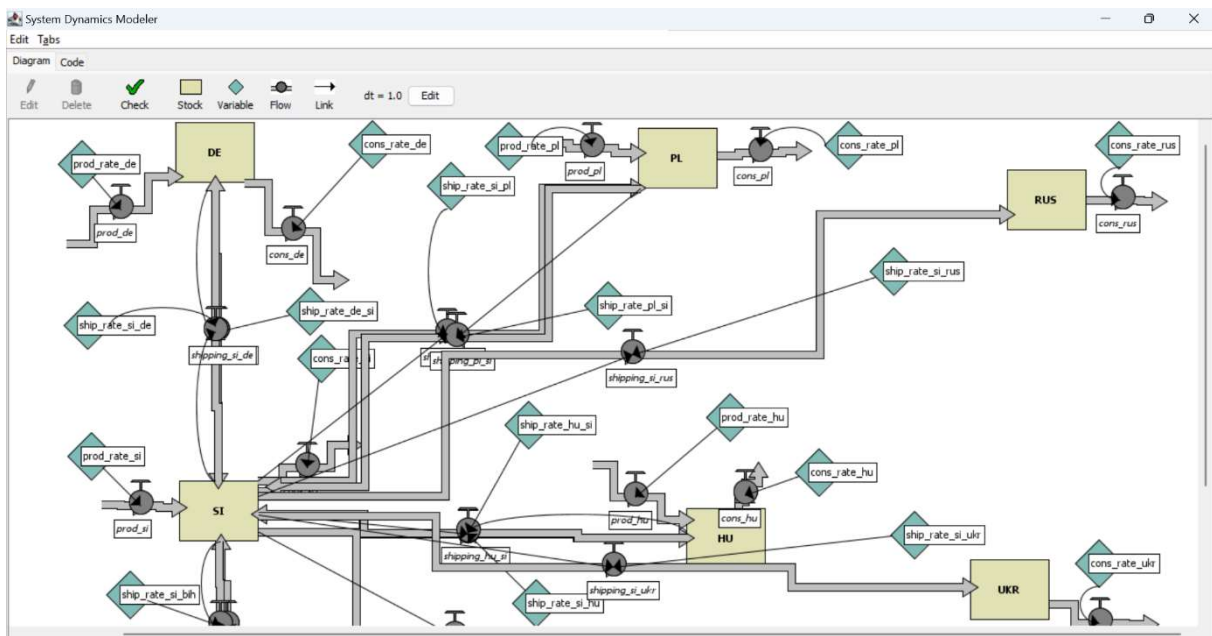 System Dynamics Modeler
Edit Tabs
Diagram Code
Edit Delete Check Stock Variable Flow Link dt = 1.0 Edit
DE
prod_rate_de
prod_de
cons_rate_de
cons_de
prod_rate_pl
prod_pl
PL
cons_pl
cons_rate_pl
cons_rate_rus
RUS
cons_rus
ship_rate_si_pl
ship_rate_si_rus
ship_rate_si_de
shipping_si_de
ship_rate_de_si
ship_rate_pl_si
shipping_pl_si
shipping_si_rus
prod_rate_si
prod_si
SI
ship_rate_hu_si
prod_rate_hu
prod_hu
cons_rate_hu
cons_hu
HU
shipping_hu_si
ship_rate_si_ukr
shipping_si_ukr
ship_rate_si_hu
ship_rate_si_bih
UKR
cons_rate_ukr